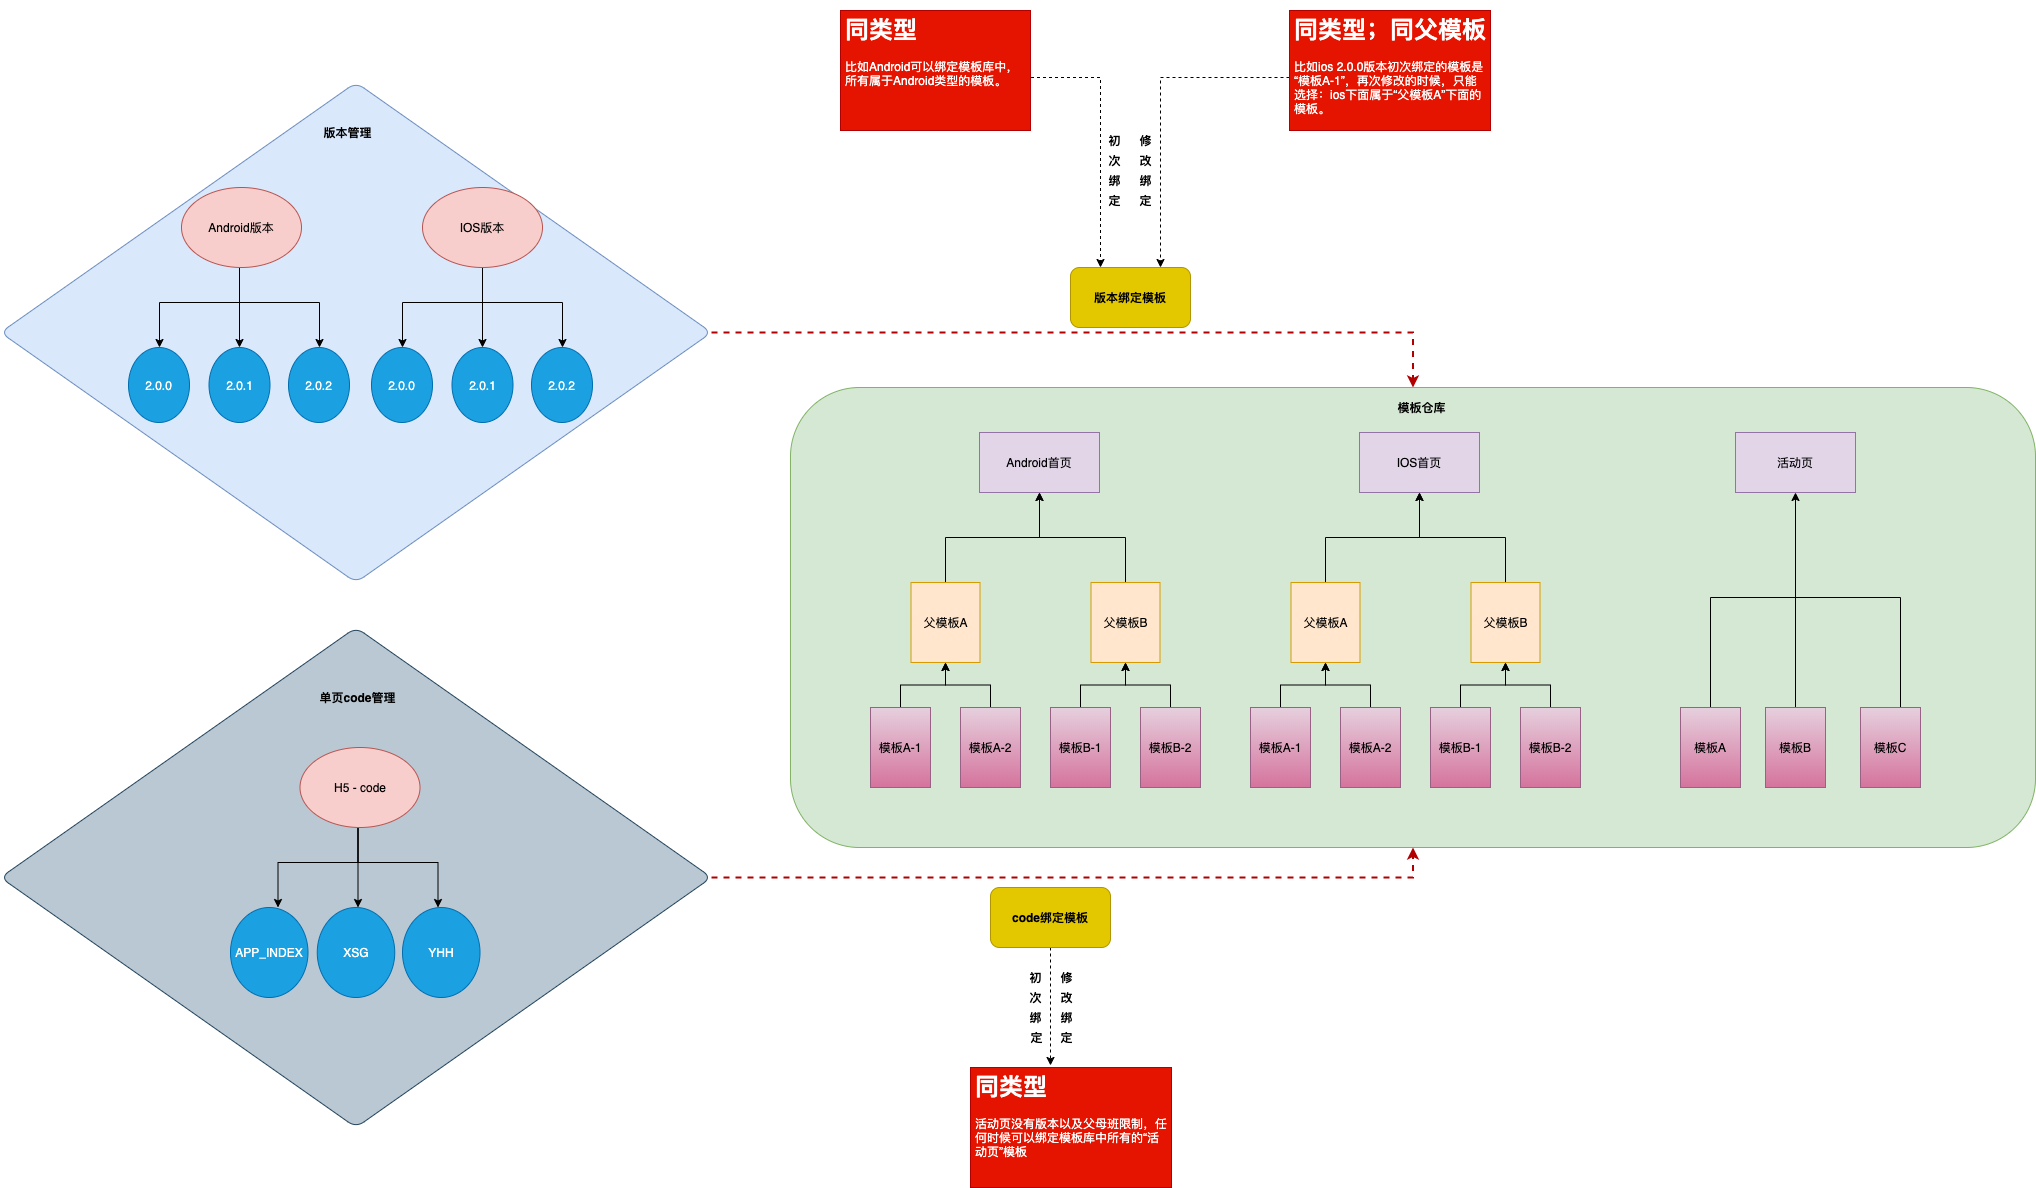 同类型
比如Android可以绑定模板库中，
所有属于Android类型的模板。
同类型；同父模板
比如ios 2.0.0版本初次绑定的模板是
“模板A-1”，再次修改的时候，只能
选择：ios下面属于“父模板A”下面的
模板。
初次绑定
修改绑定
版本绑定模板
版本管理
Android版本
IOS版本
2.0.0
2.0.1
2.0.2
2.0.0
2.0.1
2.0.2
模板仓库
Android首页
IOS首页
活动页
父模板A
父模板B
父模板A
父模板B
模板A-1
模板A-2
模板B-1
模板B-2
模板A-1
模板A-2
模板B-1
模板B-2
模板A
模板B
模板C
单页code管理
H5 - code
APP_INDEX
XSG
YHH
code绑定模板
初次绑定
修改绑定
同类型
活动页没有版本以及父母班限制，任
何时候可以绑定模板库中所有的“活
动页”模板